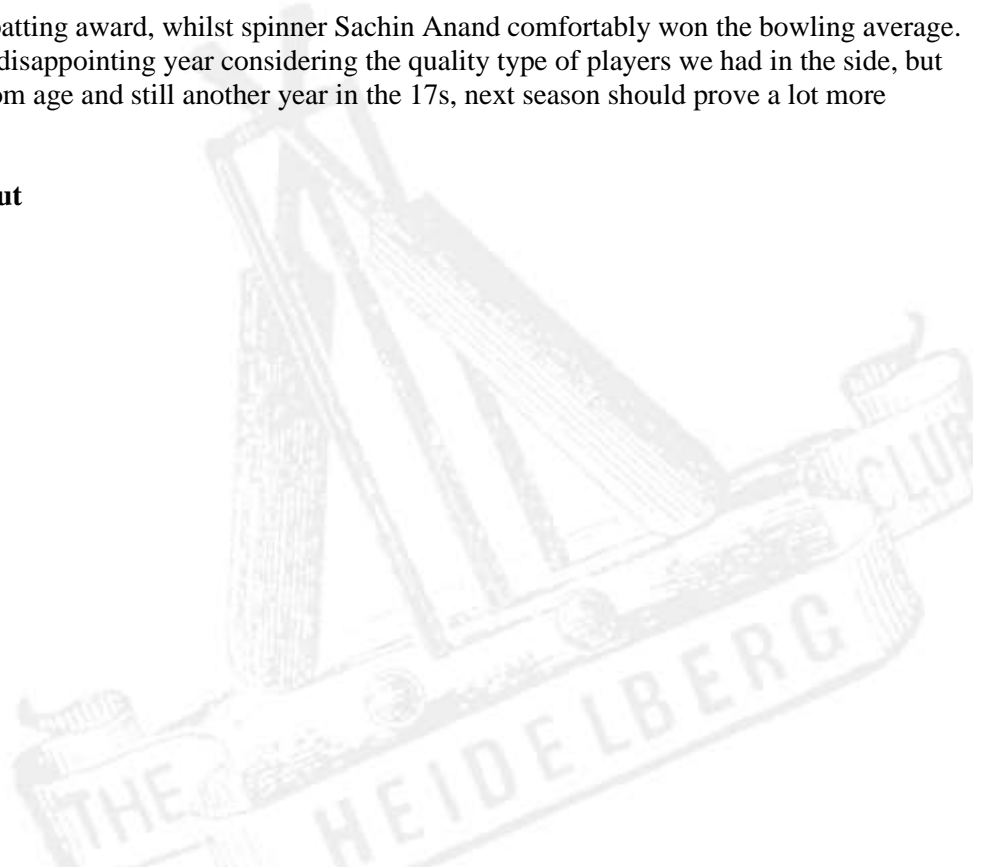 batting award, whilst spinner Sachin Anand comfortably won the bowling average.
disappointing year considering the quality type of players we had in the side, but
age and still another year in the 17s, next season should prove a lot more
THE HEIDELBERG CLUB